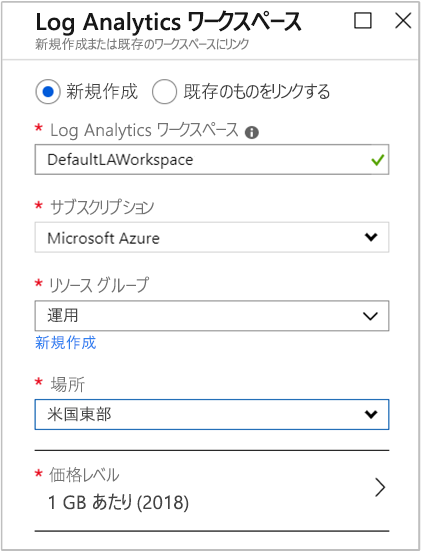 Log Analytics ワークスペース
新規作成または既存のワークスペースにリンク
新規作成 既存のものをリンクする
* Log Analytics ワークスペース
DefaultLAWorkspace
* サブスクリプション
Microsoft Azure
* リソース グループ
運用
新規作成
* 場所
米国東部
* 価格レベル
1 GB あたり (2018)